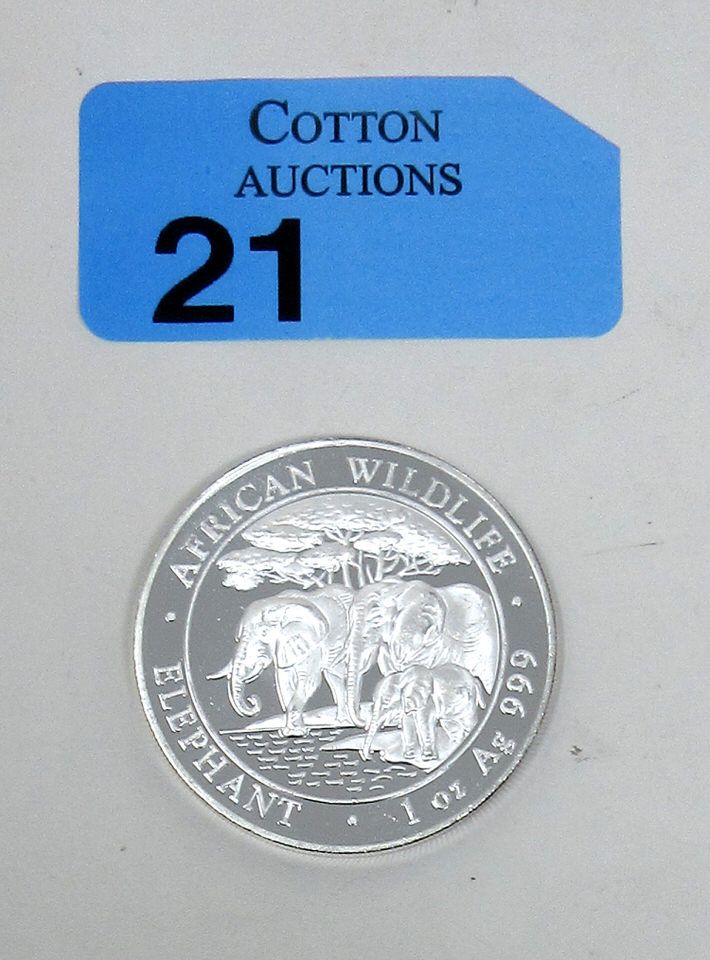 COTTON
AUCTIONS
21
AFRICAN WILDLIFE
ELEPHANT
1 oz Ag 999